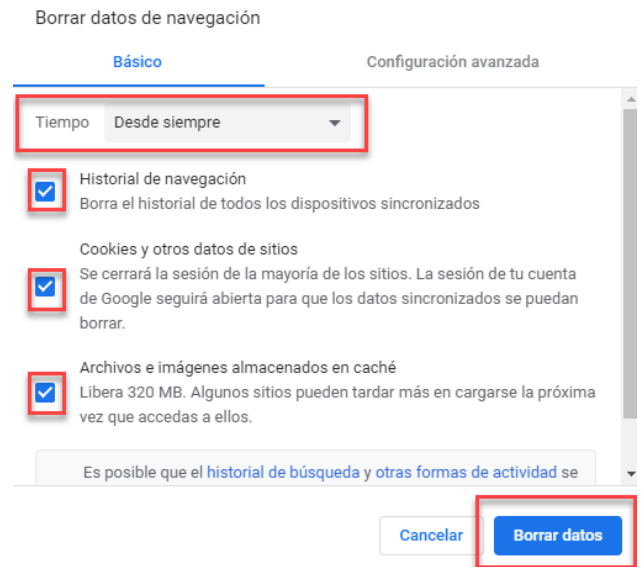 Borrar datos de navegación
Básico
Configuración avanzada
Tiempo
Desde siempre
Historial de navegación
Borra el historial de todos los dispositivos sincronizados
Cookies y otros datos de sitios
Se cerrará la sesión de la mayoría de los sitios. La sesión de tu cuenta
de Google seguirá abierta para que los datos sincronizados se puedan
borrar.
Archivos e imágenes almacenados en caché
Libera 320 MB. Algunos sitios pueden tardar más en cargarse la próxima
vez que accedas a ellos.
Es posible que el historial de búsqueda y otras formas de actividad se
Cancelar
Borrar datos